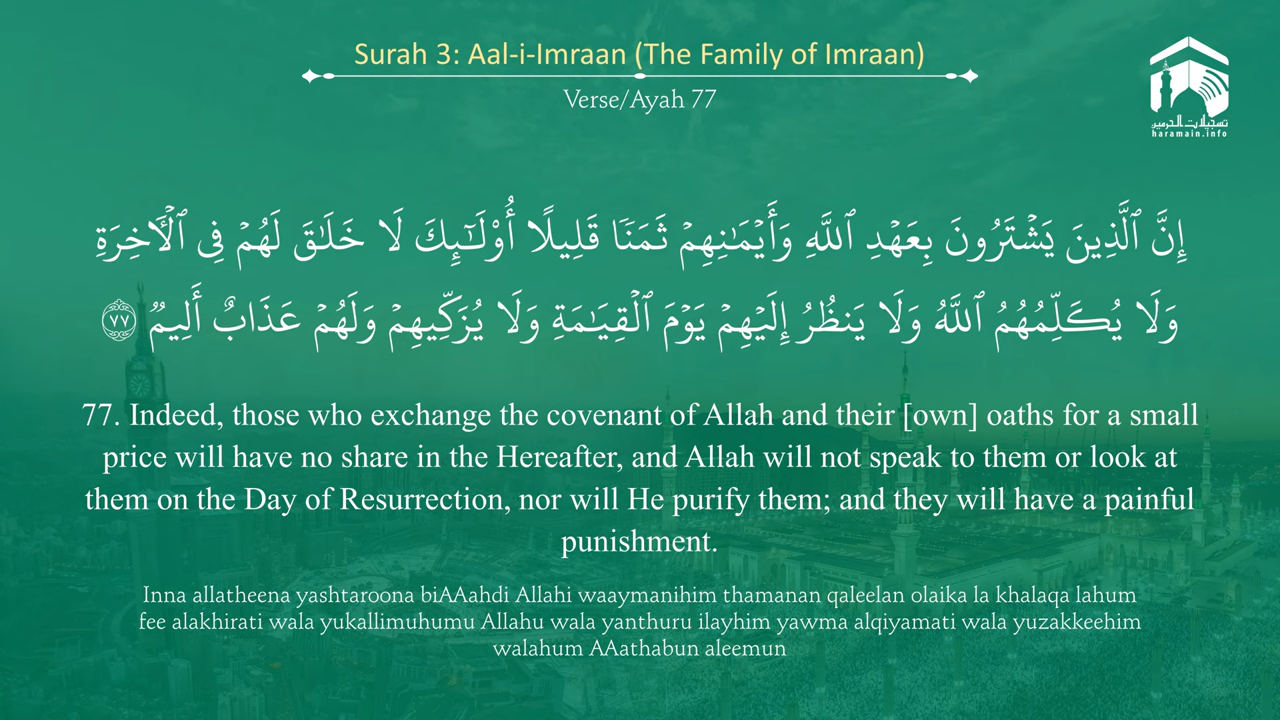 Surah 3: Aal-i-Imraan (The Family of Imraan)
Verse/Ayah 77
تسجيلات الحرمين
haramain.info
إِنَّ ٱلَّذِينَ يَشْتَرُونَ بِعَهْدِ ٱللَّهِ وَأَيْمَـٰنِهِمْ ثَمَنًا قَلِيلًا أُو۟لَـٰٓئِكَ لَا خَلَـٰقَ لَهُمْ فِى ٱلْـَٔاخِرَةِ
وَلَا يُكَلِّمُهُمُ ٱللَّهُ وَلَا يَنظُرُ إِلَيْهِمْ يَوْمَ ٱلْقِيَـٰمَةِ وَلَا يُزَكِّيهِمْ وَلَهُمْ عَذَابٌ أَلِيمٌ ٧٧
77. Indeed, those who exchange the covenant of Allah and their [own] oaths for a small
price will have no share in the Hereafter, and Allah will not speak to them or look at
them on the Day of Resurrection, nor will He purify them; and they will have a painful
punishment.
Inna allatheena yashtaroona biAAahdi Allahi waaymanihim thamanan qaleelan olaika la khalaqa lahum
fee alakhirati wala yukallimuhumu Allahu wala yanthuru ilayhim yawma alqiyamati wala yuzakkeehim
walahum AAathabun aleemun